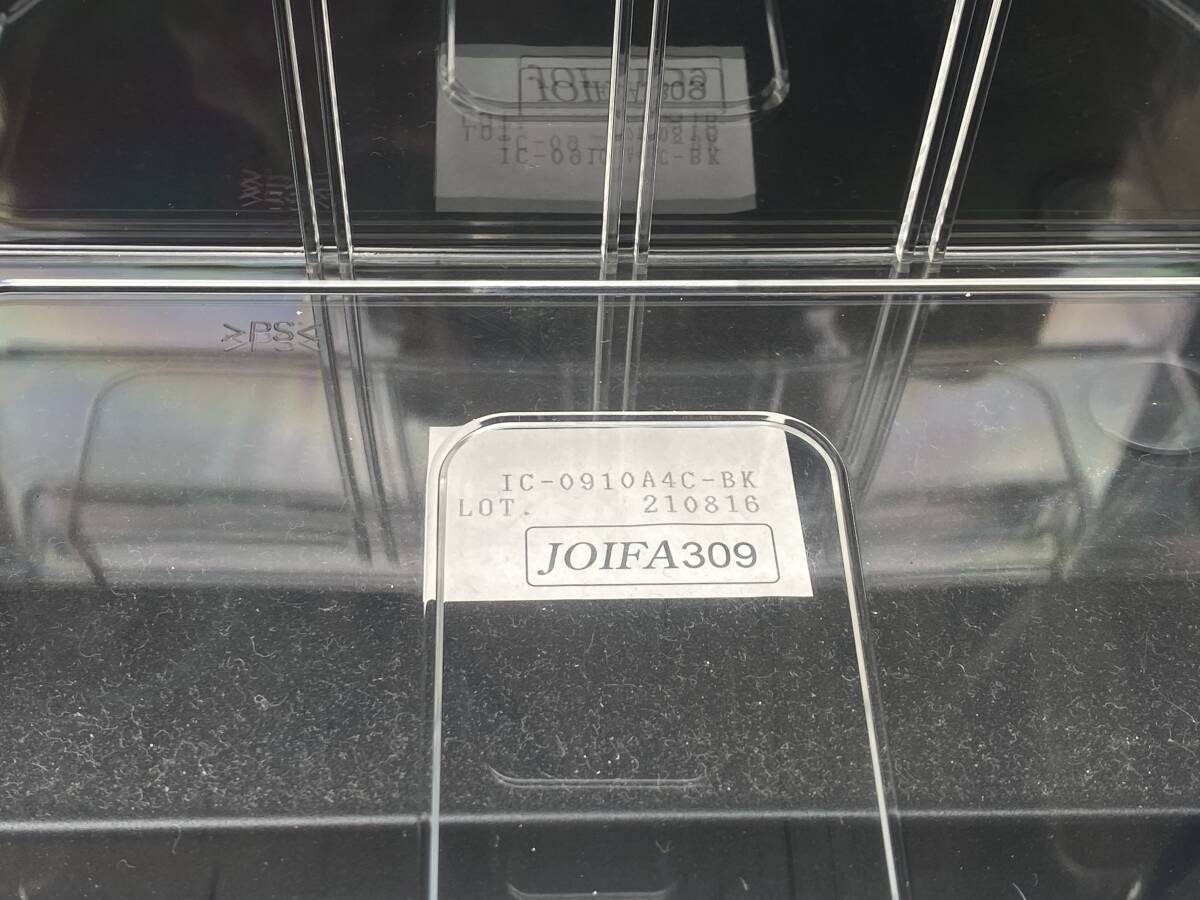 >PS<
IC-0910A4C-BK
LOT. 210816
JOIFA309